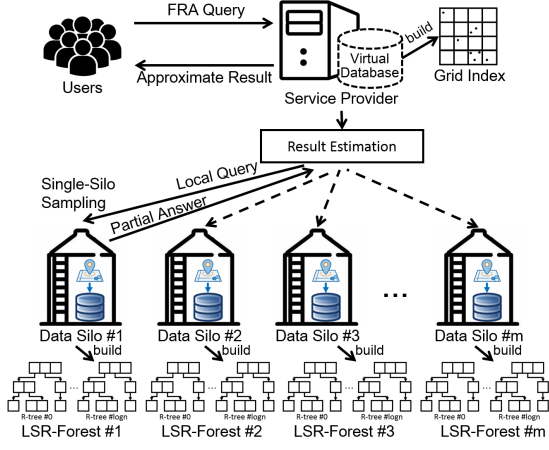 FRA Query
Approximate Result
Users
Virtual
Database
Service Provider
build
Grid Index
Result Estimation
Single-Silo
Sampling
Local Query
Partial Answer
...
Data Silo #1
Data Silo #2
Data Silo #3
Data Silo #m
build
build
build
build
... 
...
...
...
R-tree #0
R-tree #logn
R-tree #0
R-tree #logn
R-tree #0
R-tree #logn
R-tree #0
R-tree #logn
LSR-Forest #1
LSR-Forest #2
LSR-Forest #3
LSR-Forest #m